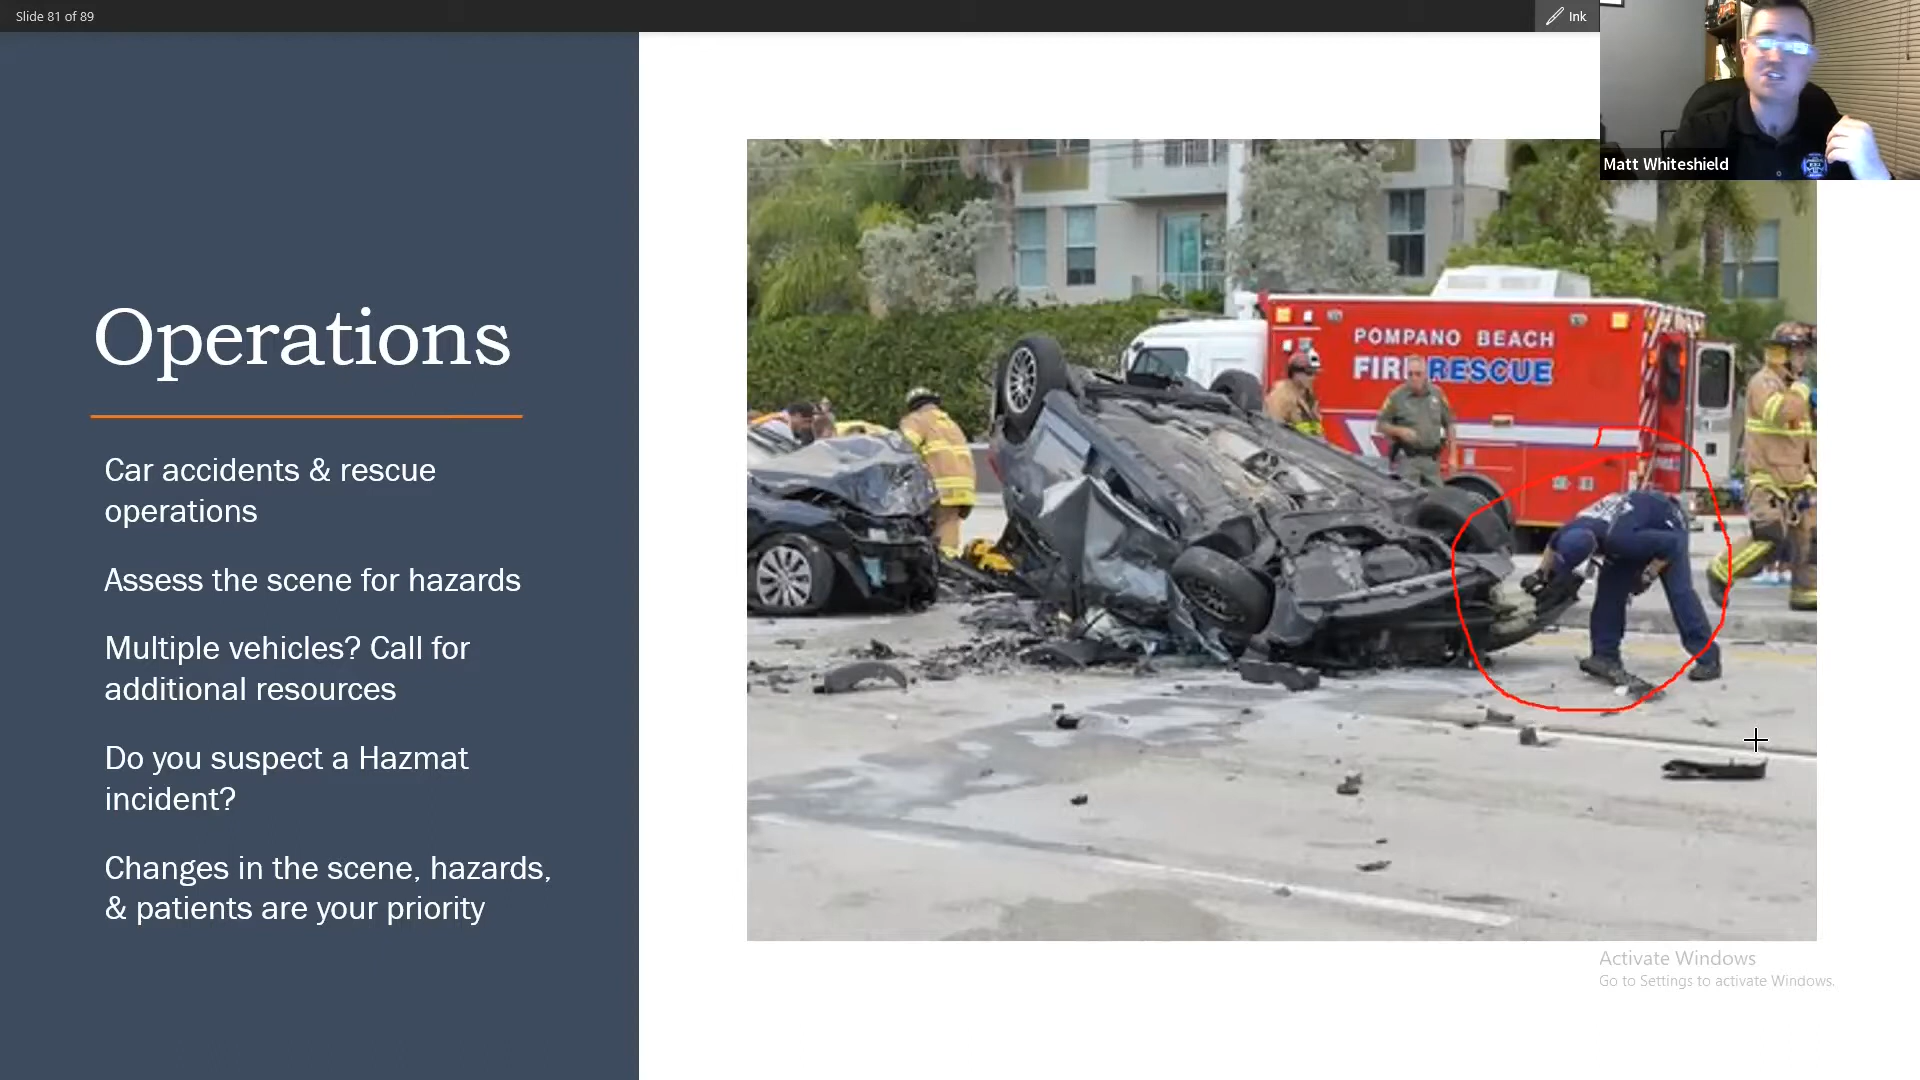 Slide 81 of 89
Ink
Matt Whiteshield
Operations
Car accidents & rescue
operations
Assess the scene for hazards
Multiple vehicles? Call for
additional resources
Do you suspect a Hazmat
incident?
Changes in the scene, hazards,
& patients are your priority
POMPANO BEACH
FIRE RESCUE
Activate Windows
Go to Settings to activate Windows.